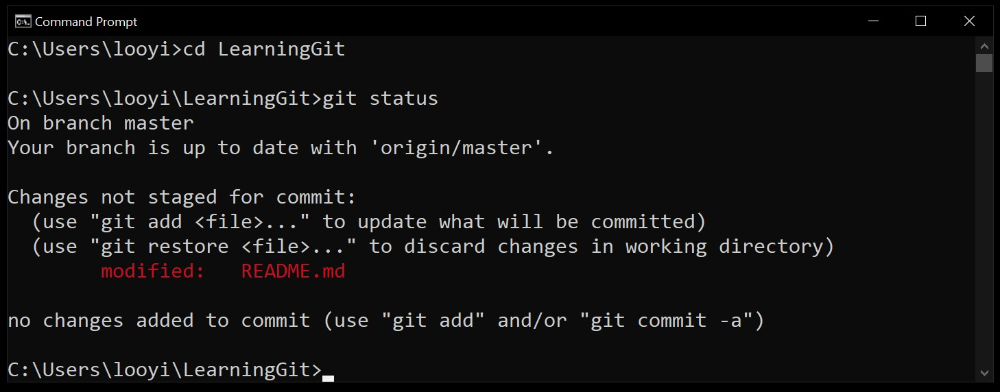 Command Prompt
C:\Users\looyi>cd LearningGit
C:\Users\looyi\LearningGit>git status
On branch master
Your branch is up to date with 'origin/master'.
Changes not staged for commit:
  (use "git add <file>..." to update what will be committed)
  (use "git restore <file>..." to discard changes in working directory)
        modified:   README.md
no changes added to commit (use "git add" and/or "git commit -a")
C:\Users\looyi\LearningGit>